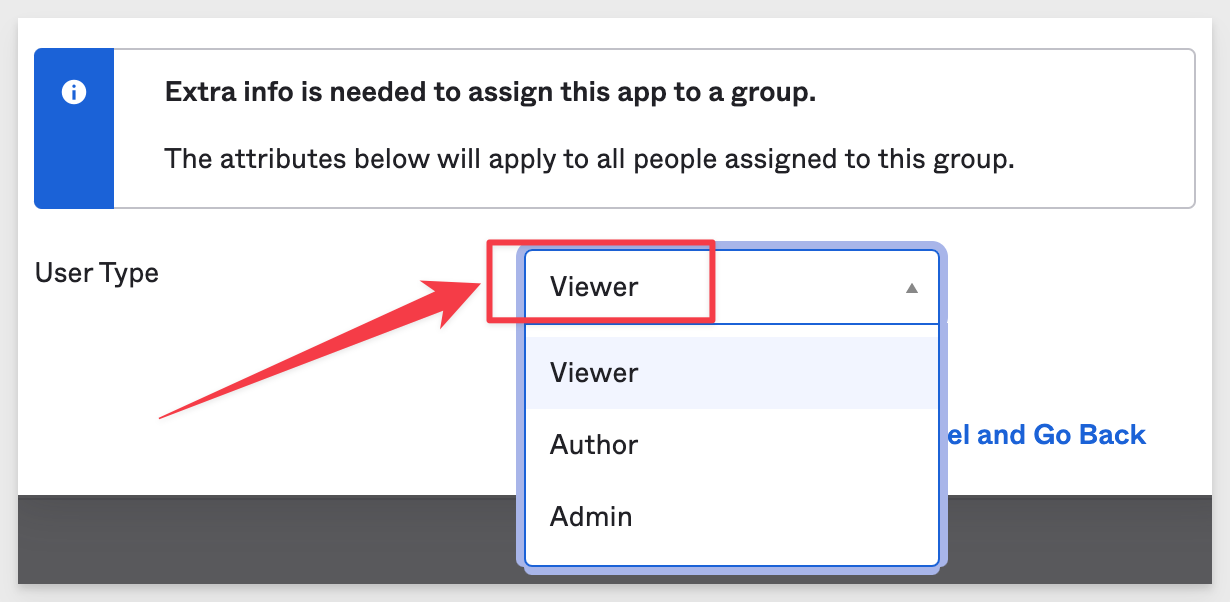 Extra info is needed to assign this app to a group.
The attributes below will apply to all people assigned to this group.
User Type
Viewer
Viewer
Author
el and Go Back
Admin